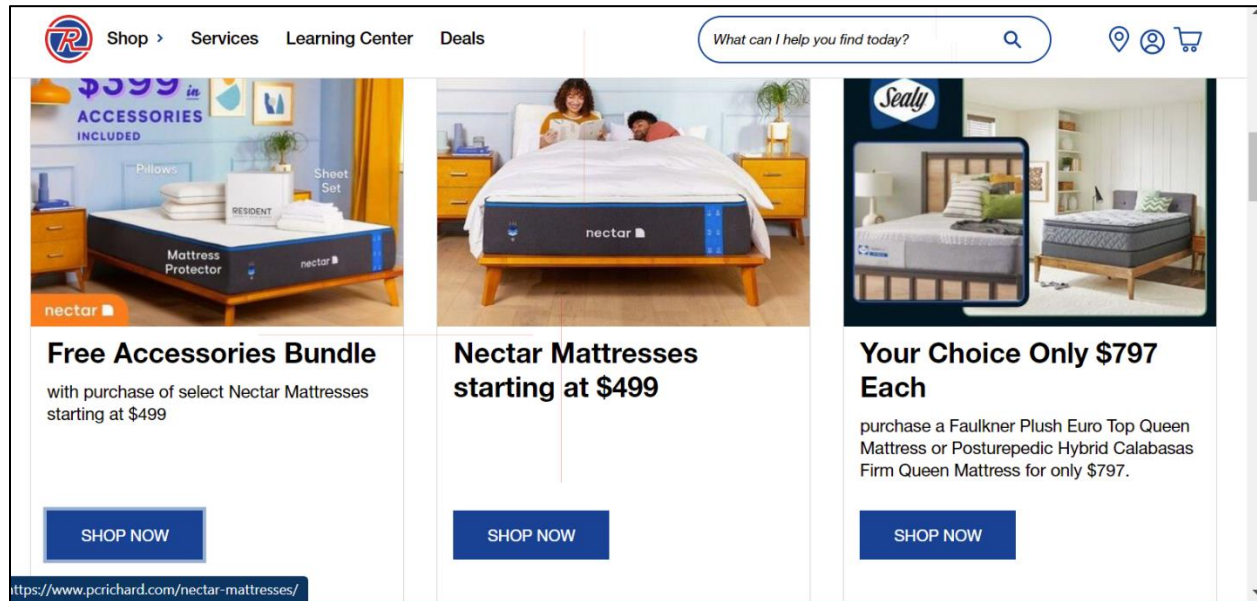 R
Shop ›
Services
Learning Center
Deals
What can I help you find today?
$399 in
ACCESSORIES
INCLUDED
Pillows
Sheet
Set
RESIDENT
Mattress
Protector
nectar
nectar
Free Accessories Bundle
with purchase of select Nectar Mattresses
starting at $499
SHOP NOW
nectar
Nectar Mattresses
starting at $499
SHOP NOW
Sealy
Your Choice Only $797
Each
purchase a Faulkner Plush Euro Top Queen
Mattress or Posturepedic Hybrid Calabasas
Firm Queen Mattress for only $797.
SHOP NOW
ttps://www.pcrichard.com/nectar-mattresses/